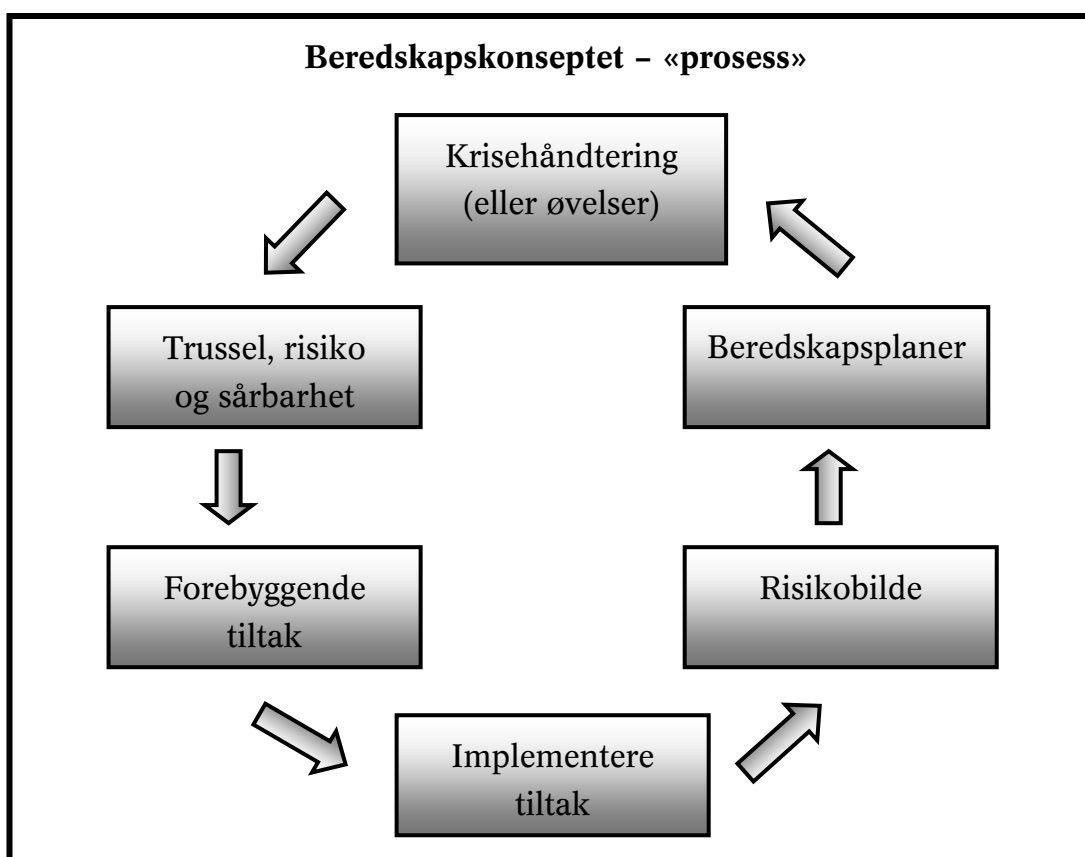 Beredskapskonseptet – «prosess»
Krisehåndtering
(eller øvelser)
Trussel, risiko
og sårbarhet
Beredskapsplaner
Forebyggende
tiltak
Risikobilde
Implementere
tiltak